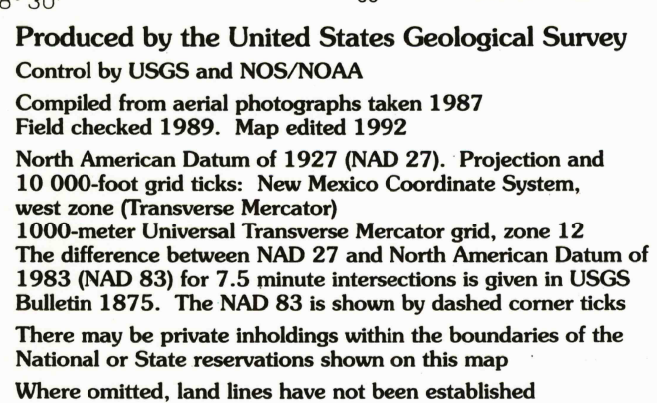 Produced by the United States Geological Survey
Control by USGS and NOS/NOAA
Compiled from aerial photographs taken 1987
Field checked 1989. Map edited 1992
North American Datum of 1927 (NAD 27). Projection and
10 000-foot grid ticks: New Mexico Coordinate System,
west zone (Transverse Mercator)
1000-meter Universal Transverse Mercator grid, zone 12
The difference between NAD 27 and North American Datum of
1983 (NAD 83) for 7.5 minute intersections is given in USGS
Bulletin 1875. The NAD 83 is shown by dashed corner ticks
There may be private inholdings within the boundaries of the
National or State reservations shown on this map
Where omitted, land lines have not been established